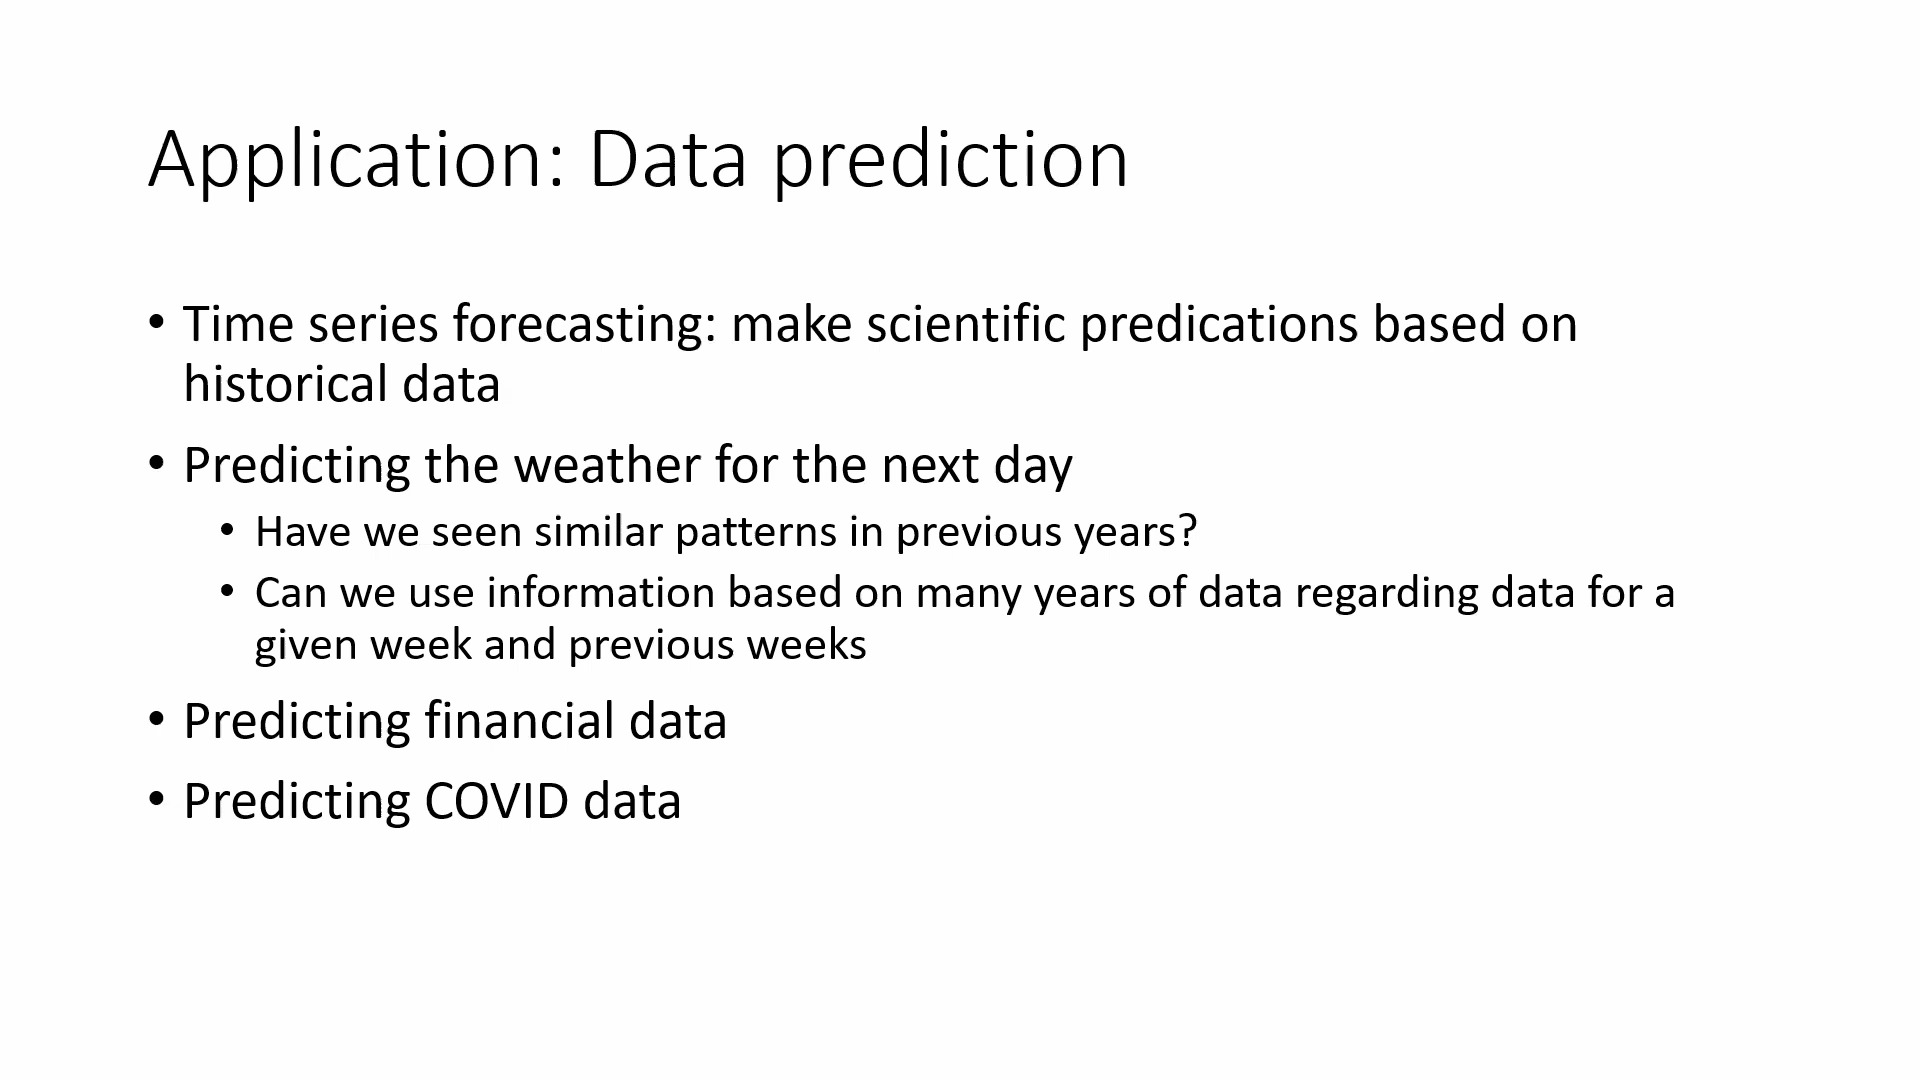 Application: Data prediction
• Time series forecasting: make scientific predications based on
historical data
• Predicting the weather for the next day
• Have we seen similar patterns in previous years?
• Can we use information based on many years of data regarding data for a
given week and previous weeks
• Predicting financial data
• Predicting COVID data